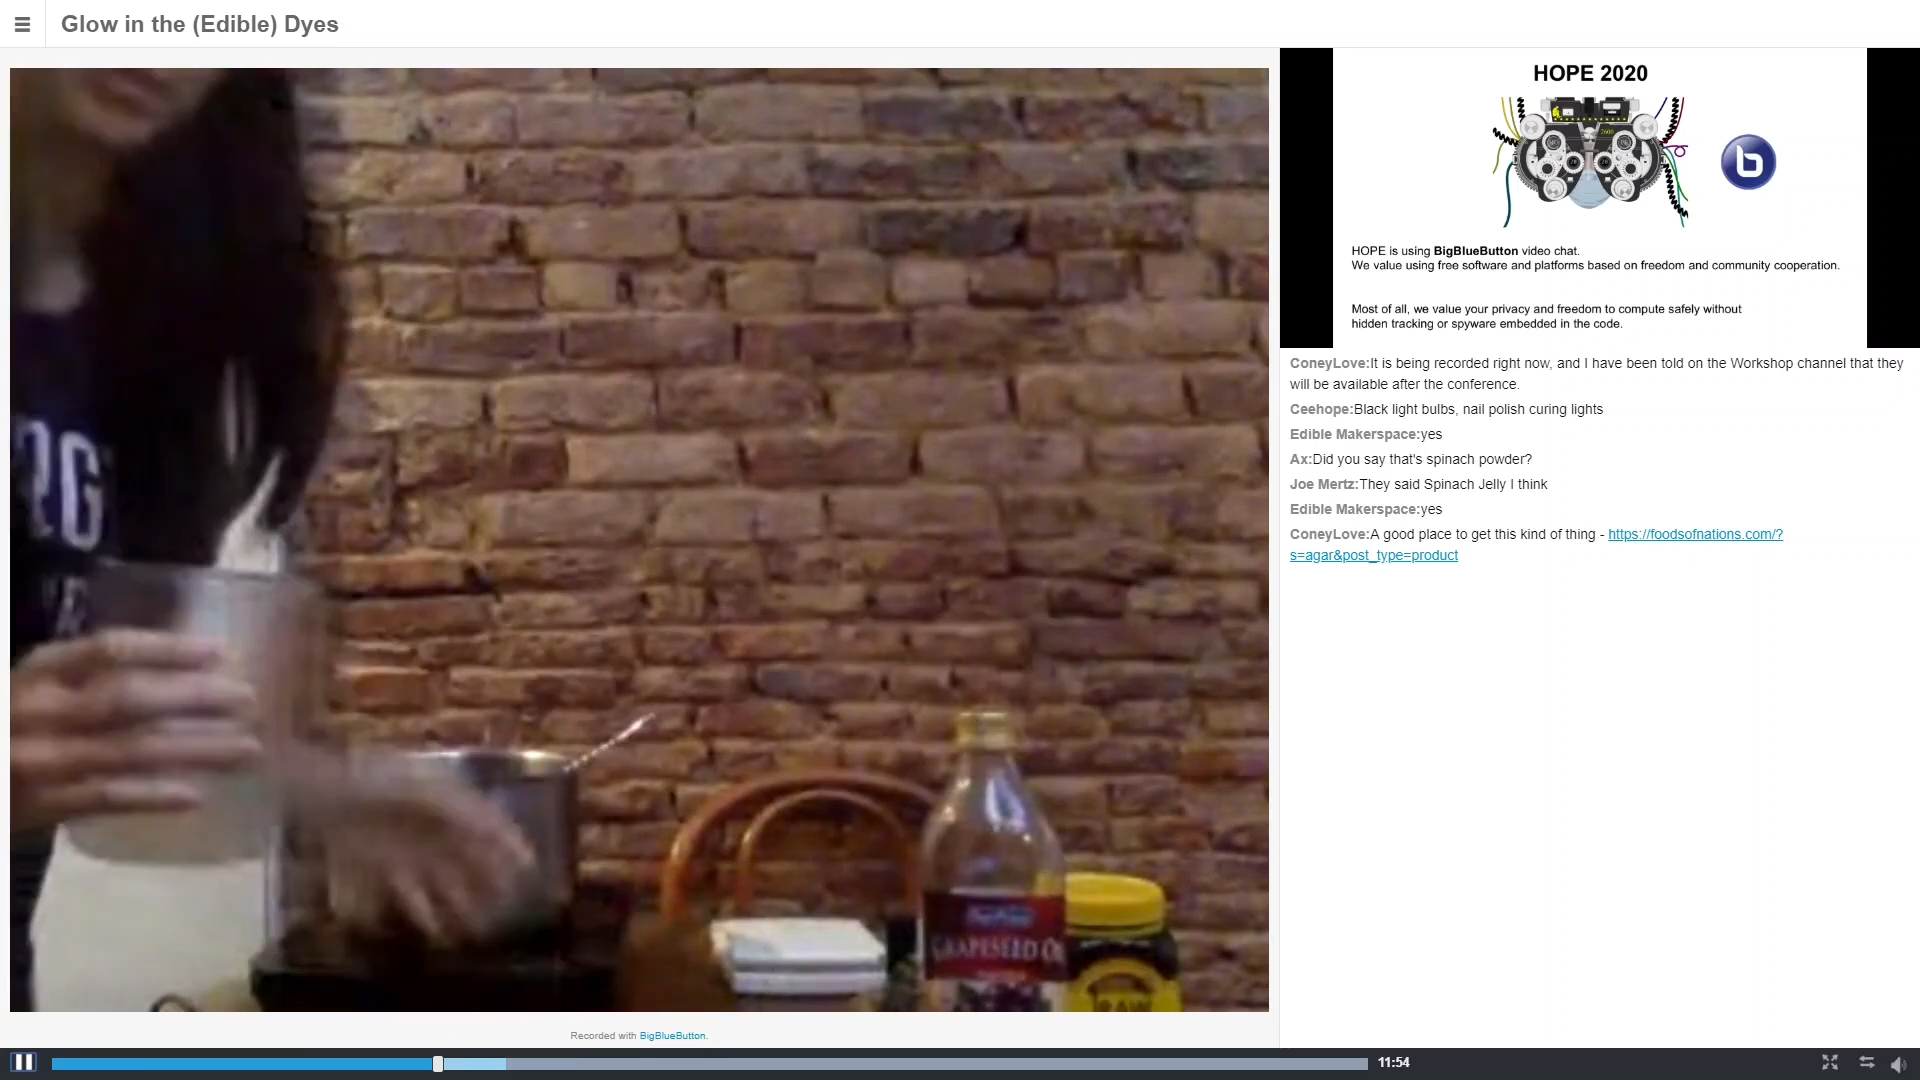 Glow in the (Edible) Dyes
RG
GRAPESEED OIL
RAW
Recorded with BigBlueButton.
11:54
HOPE 2020
2600
HOPE is using BigBlueButton video chat.
We value using free software and platforms based on freedom and community cooperation.
Most of all, we value your privacy and freedom to compute safely without
hidden tracking or spyware embedded in the code.
ConeyLove:It is being recorded right now, and I have been told on the Workshop channel that they
will be available after the conference.
Ceehope:Black light bulbs, nail polish curing lights
Edible Makerspace:yes
Ax:Did you say that's spinach powder?
Joe Mertz:They said Spinach Jelly I think
Edible Makerspace:yes
ConeyLove:A good place to get this kind of thing - https://foodsofnations.com/?
s=agar&post_type=product